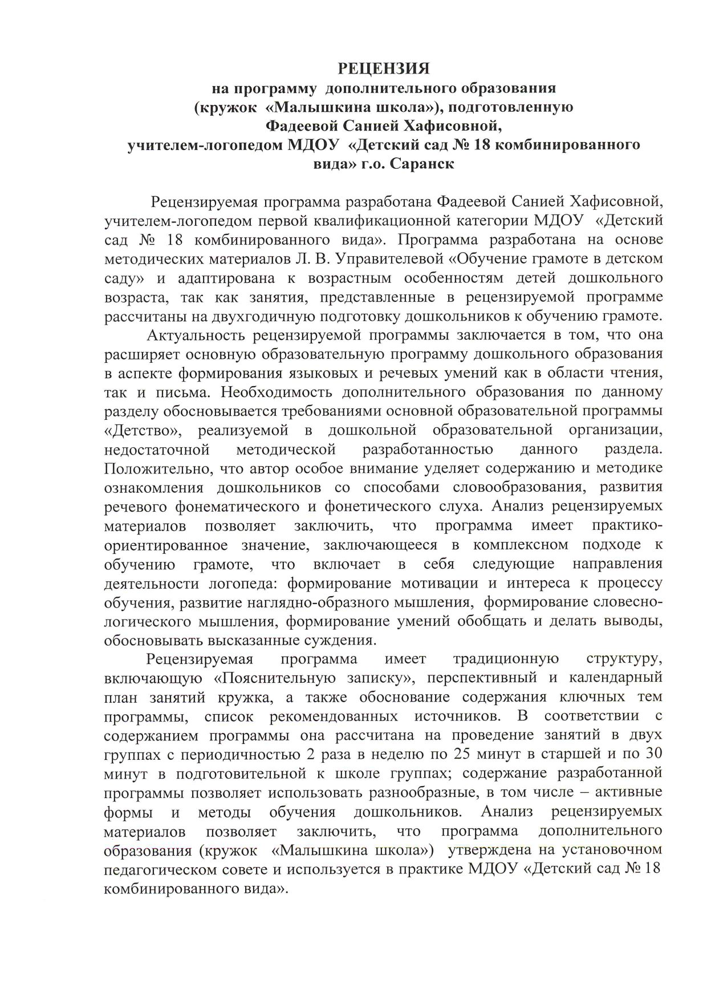 РЕЦЕНЗИЯ
на программу дополнительного образования
(кружок «Малышкина школа»), подготовленную
Фадеевой Санией Хафисовной,
учителем-логопедом МДОУ «Детский сад № 18 комбинированного
вида» г.о. Саранск
Рецензируемая программа разработана Фадеевой Санией Хафисовной,
учителем-логопедом первой квалификационной категории МДОУ «Детский
сад № 18 комбинированного вида». Программа разработана на основе
методических материалов Л. В. Управителевой «Обучение грамоте в детском
саду» и адаптирована к возрастным особенностям детей дошкольного
возраста, так как занятия, представленные в рецензируемой программе
рассчитаны на двухгодичную подготовку дошкольников к обучению грамоте.
Актуальность рецензируемой программы заключается в том, что она
расширяет основную образовательную программу дошкольного образования
в аспекте формирования языковых и речевых умений как в области чтения,
так и письма. Необходимость дополнительного образования по данному
разделу обосновывается требованиями основной образовательной программы
«Детство», реализуемой в дошкольной образовательной организации,
недостаточной методической разработанностью данного раздела.
Положительно, что автор особое внимание уделяет содержанию и методике
ознакомления дошкольников со способами словообразования, развития
речевого фонематического и фонетического слуха. Анализ рецензируемых
материалов позволяет заключить, что программа имеет практико-
ориентированное значение, заключающееся в комплексном подходе к
обучению грамоте, что включает в себя следующие направления
деятельности логопеда: формирование мотивации и интереса к процессу
обучения, развитие наглядно-образного мышления, формирование словесно-
логического мышления, формирование умений обобщать и делать выводы,
обосновывать высказанные суждения.
Рецензируемая программа имеет традиционную структуру,
включающую «Пояснительную записку», перспективный и календарный
план занятий кружка, а также обоснование содержания ключных тем
программы, список рекомендованных источников. В соответствии с
содержанием программы она рассчитана на проведение занятий в двух
группах с периодичностью 2 раза в неделю по 25 минут в старшей и по 30
минут в подготовительной к школе группах; содержание разработанной
программы позволяет использовать разнообразные, в том числе – активные
формы и методы обучения дошкольников. Анализ рецензируемых
материалов позволяет заключить, что программа дополнительного
образования (кружок «Малышкина школа») утверждена на установочном
педагогическом совете и используется в практике МДОУ «Детский сад № 18
комбинированного вида».